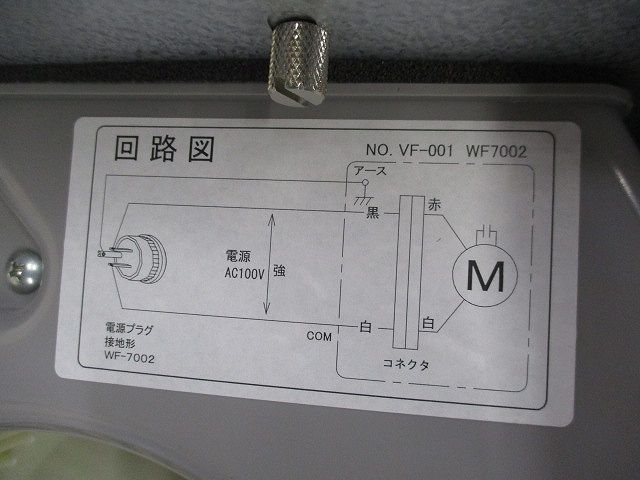 回路図
NO. VF-001 WF7002
アース
黒
赤
電源
AC100V
強
M
白
白
COM
コネクタ
電源プラグ
接地形
WF-7002